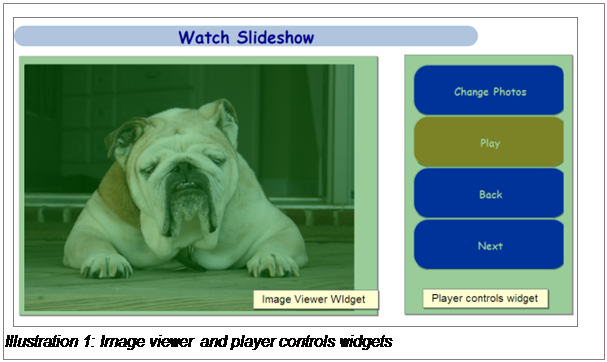 Watch Slideshow
Change Photos
Play
Back
Next
Image Viewer WIdget
Player controls widget
Illustration 1: Image viewer and player controls widgets